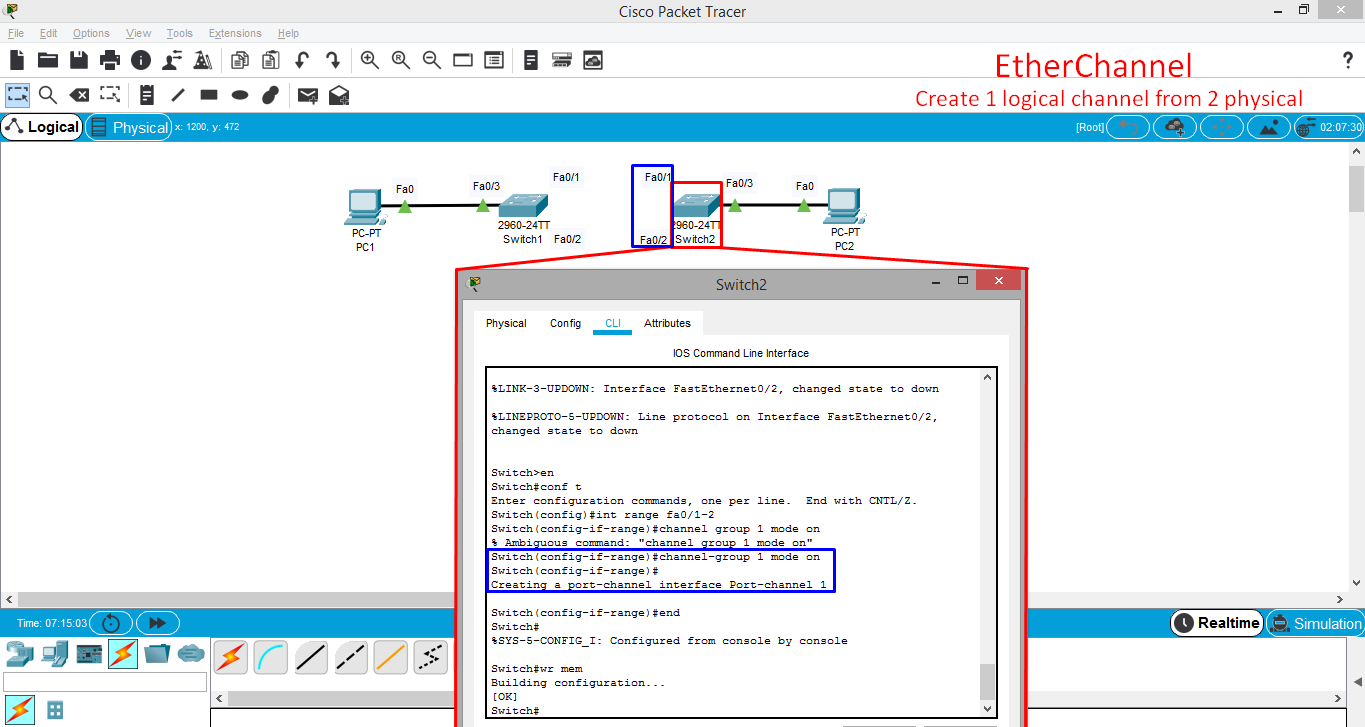 Cisco Packet Tracer
File Edit Options View Tools Extensions Help
EtherChannel
Create 1 logical channel from 2 physical
Logical Physical x: 1200, y: 472 [Root] 02:07:30
Fa0 Fa0/3 Fa0/1 Fa0/1 Fa0/3 Fa0
PC-PT 2960-24TT 2960-24TT PC-PT
PC1 Switch1 Fa0/2 Fa0/2 Switch2 PC2
Switch2
Physical Config CLI Attributes
IOS Command Line Interface
%LINK-3-UPDOWN: Interface FastEthernet0/2, changed state to down
%LINEPROTO-5-UPDOWN: Line protocol on Interface FastEthernet0/2,
changed state to down
Switch>en
Switch#conf t
Enter configuration commands, one per line.  End with CNTL/Z.
Switch(config)#int range fa0/1-2
Switch(config-if-range)#channel group 1 mode on
% Ambiguous command: "channel group 1 mode on"
Switch(config-if-range)#channel-group 1 mode on
Switch(config-if-range)#
Creating a port-channel interface Port-channel 1
Switch(config-if-range)#end
Switch#
%SYS-5-CONFIG_I: Configured from console by console
Switch#wr mem
Building configuration...
[OK]
Switch#
Time: 07:15:03 Realtime Simulation